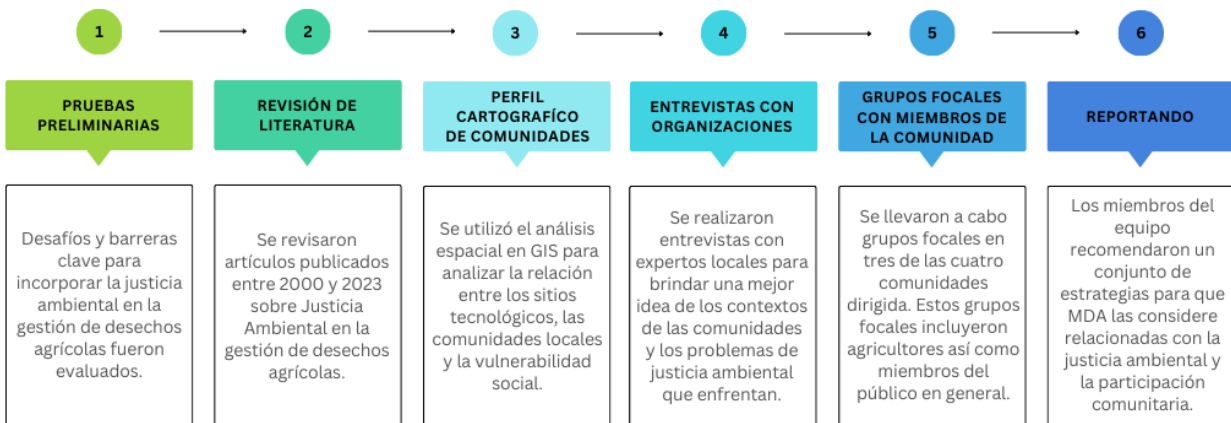 1
2
3
4
5
6
PRUEBAS
PRELIMINARIAS
REVISIÓN DE
LITERATURA
PERFIL
CARTOGRAFÍCO
DE COMUNIDADES
ENTREVISTAS CON
ORGANIZACIONES
GRUPOS FOCALES
CON MIEMBROS DE
LA COMUNIDAD
REPORTANDO
Desafíos y barreras
clave para
incorporar la justicia
ambiental en la
gestión de desechos
agrícolas fueron
evaluados.
Se revisaron
artículos publicados
entre 2000 y 2023
sobre Justicia
Ambiental en la
gestión de desechos
agrícolas.
Se utilizó el análisis
espacial en GIS para
analizar la relación
entre los sitios
tecnológicos, las
comunidades locales
y la vulnerabilidad
social.
Se realizaron
entrevistas con
expertos locales para
brindar una mejor
idea de los contextos
de las comunidades
y los problemas de
justicia ambiental
que enfrentan.
Se llevaron a cabo
grupos focales en
tres de las cuatro
comunidades
dirigida. Estos grupos
focales incluyeron
agricultores así como
miembros del
público en general.
Los miembros del
equipo
recomendaron un
conjunto de
estrategias para que
MDA las considere
relacionadas con la
justicia ambiental y
la participación
comunitaria.